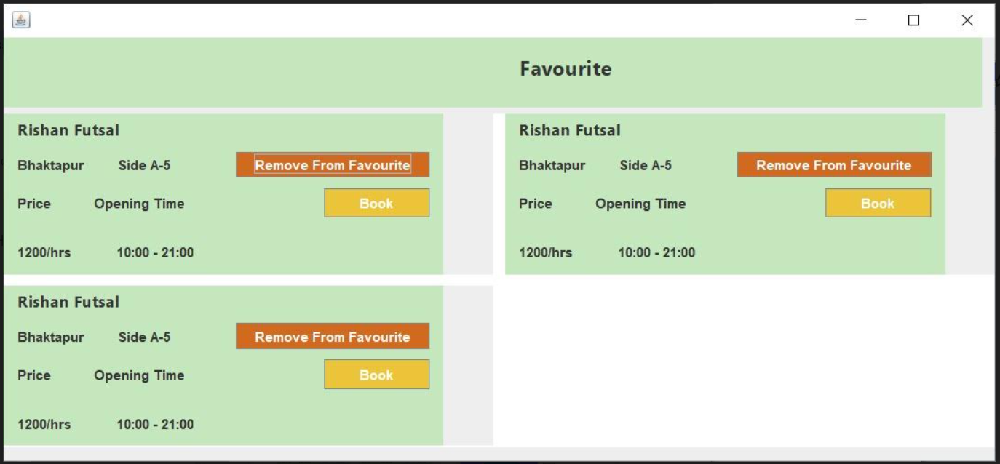 Favourite
Rishan Futsal
Bhaktapur Side A-5 Remove From Favourite
Price Opening Time Book
1200/hrs 10:00 - 21:00
Rishan Futsal
Bhaktapur Side A-5 Remove From Favourite
Price Opening Time Book
1200/hrs 10:00 - 21:00
Rishan Futsal
Bhaktapur Side A-5 Remove From Favourite
Price Opening Time Book
1200/hrs 10:00 - 21:00